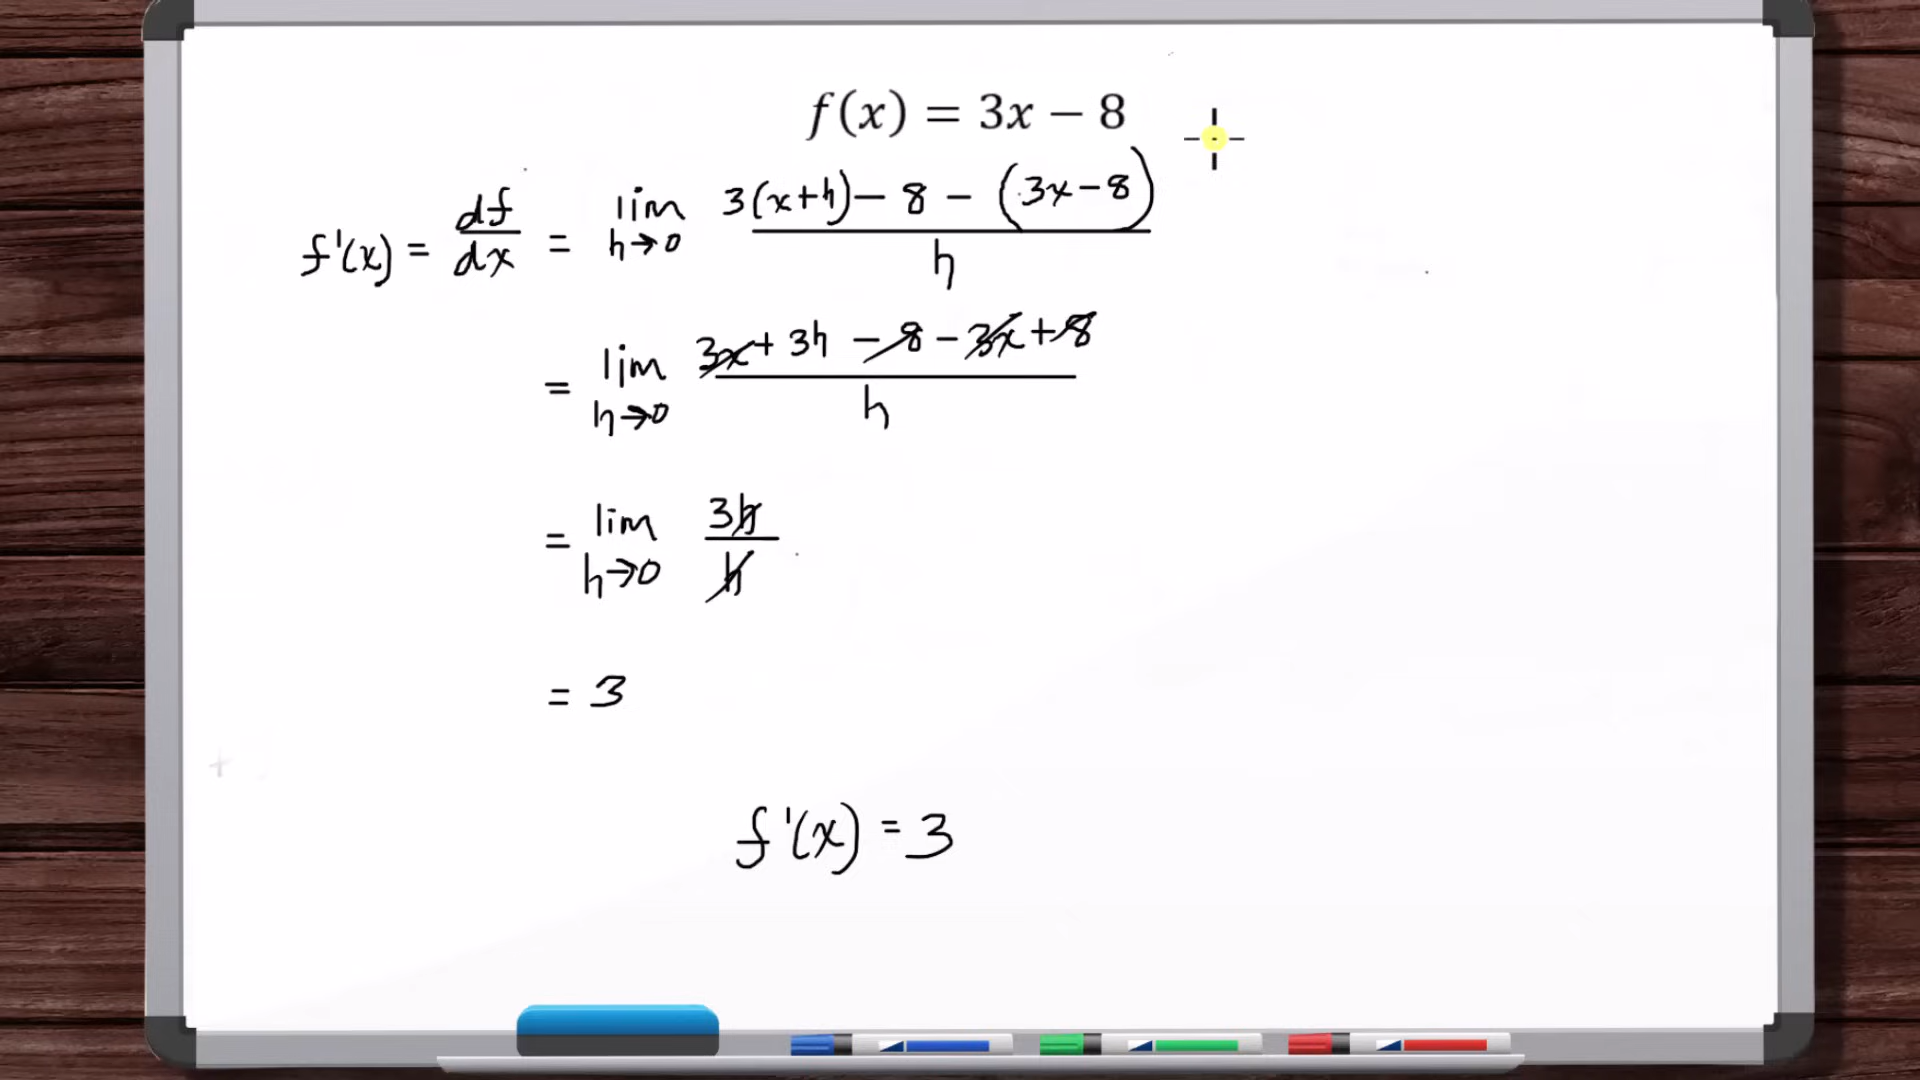 f(x) = 3x − 8
f'(x) = df/dx = lim h→0 (3(x+h) − 8 − (3x − 8))/h
= lim h→0 (3x + 3h − 8 − 3x + 8)/h
= lim h→0 3h/h
= 3
f'(x) = 3